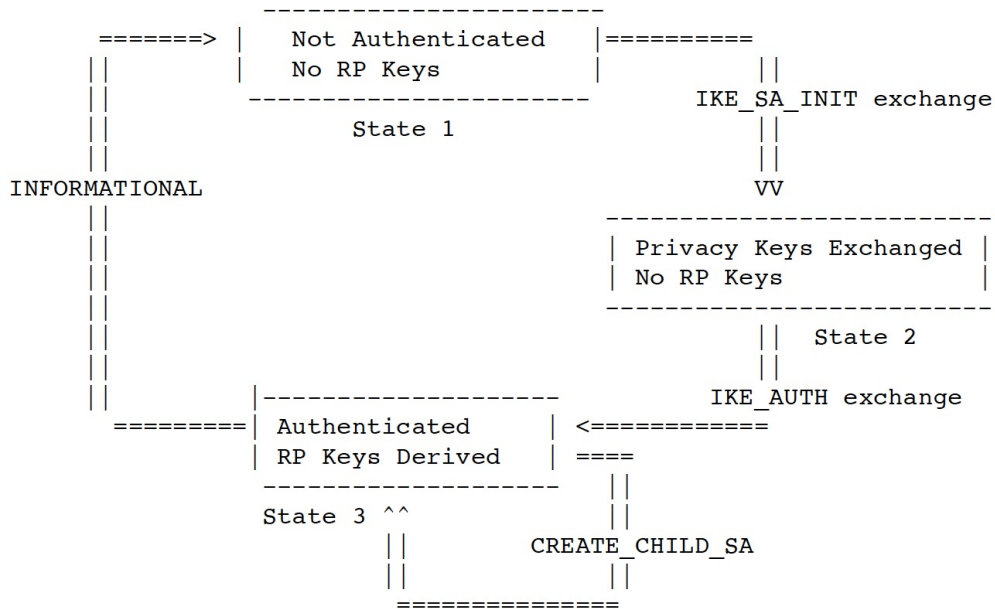 Not Authenticated
No RP Keys
IKE_SA_INIT exchange
State 1
INFORMATIONAL
VV
Privacy Keys Exchanged
No RP Keys
State 2
IKE_AUTH exchange
Authenticated
RP Keys Derived
State 3 ^^
CREATE_CHILD_SA